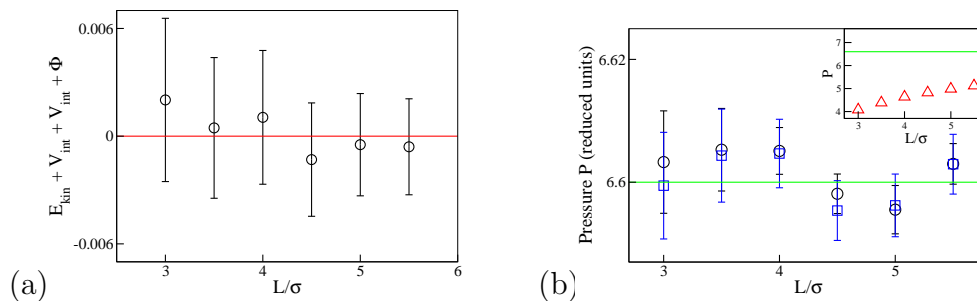 0.006
0
-0.006
E_kin + V_int + V_int + Φ
3
4
5
6
L/σ
(a)
6.62
6.6
Pressure P (reduced units)
3
4
5
L/σ
(b)
7
6
5
4
P
3
4
5
L/σ